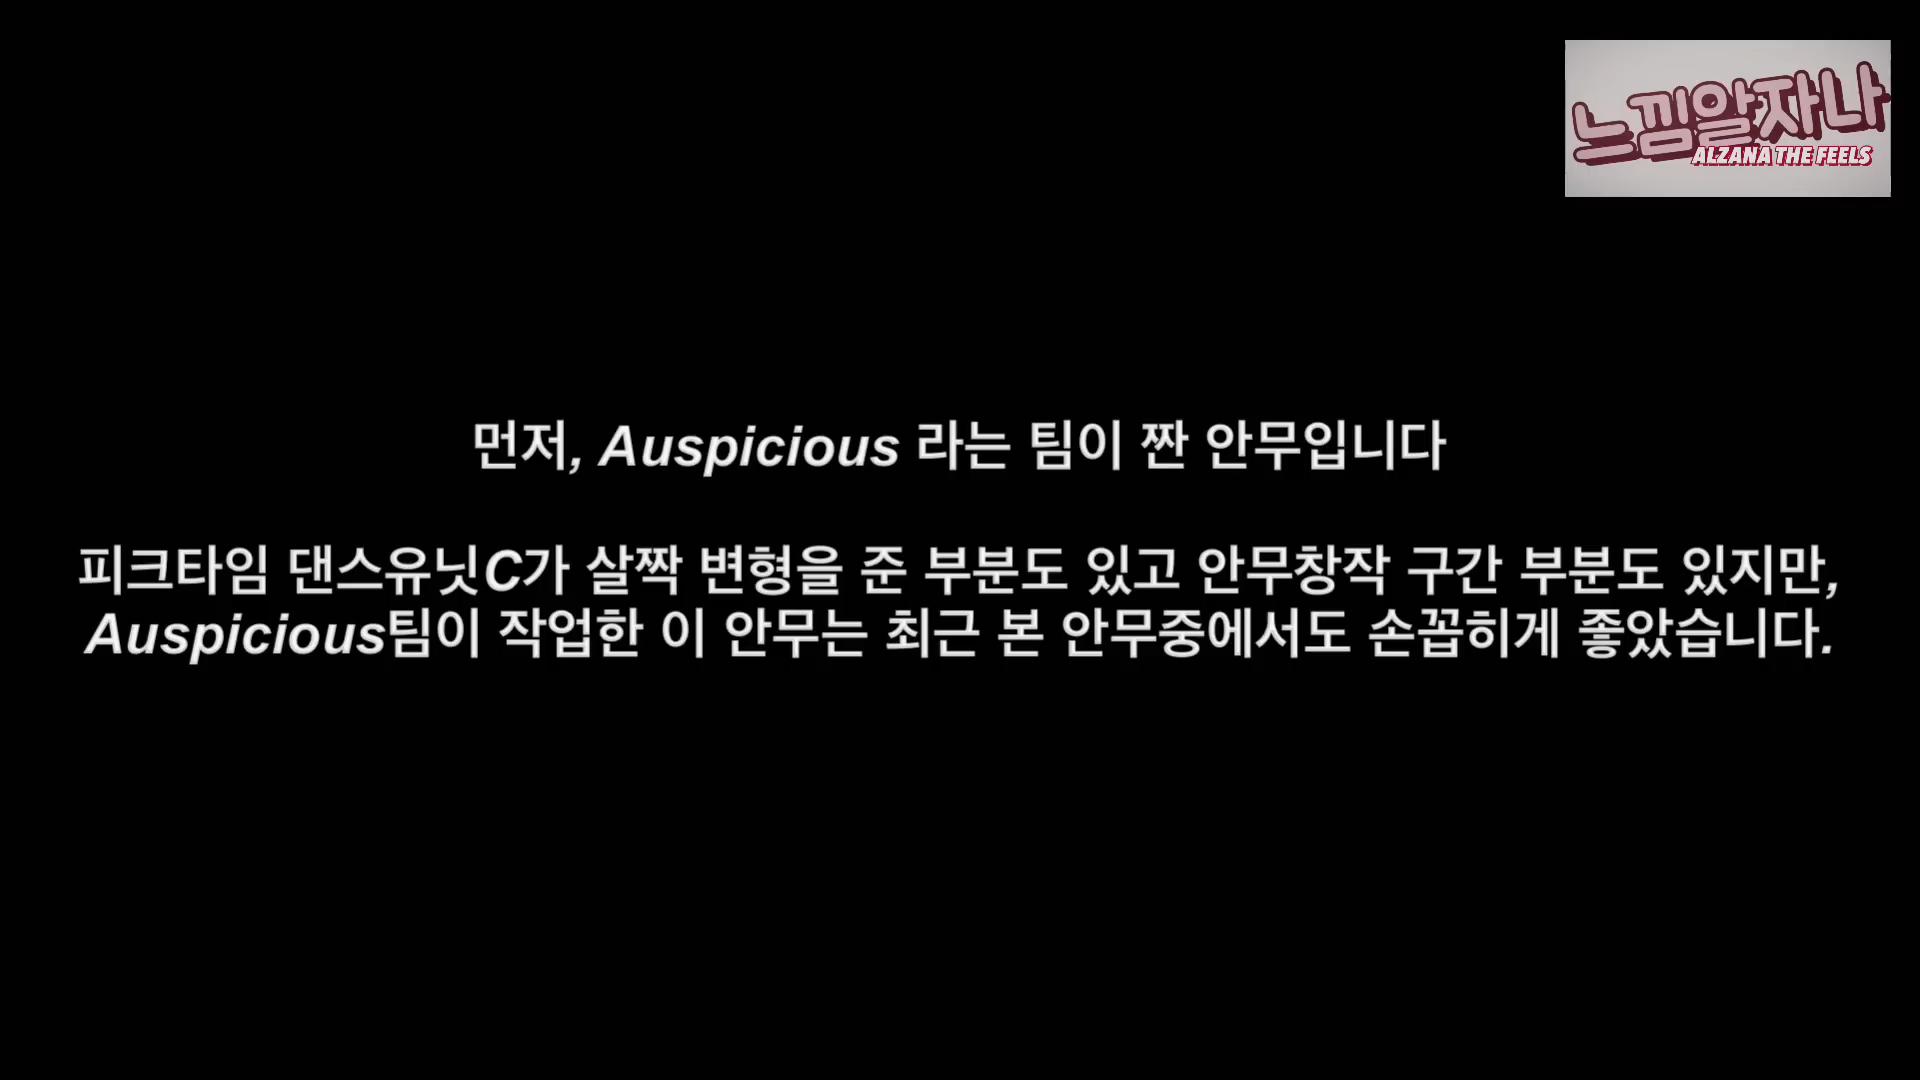 느낌알자나
ALZANA THE FEELS
먼저, Auspicious 라는 팀이 짠 안무입니다
피크타임 댄스유닛C가 살짝 변형을 준 부분도 있고 안무창작 구간 부분도 있지만,
Auspicious팀이 작업한 이 안무는 최근 본 안무중에서도 손꼽히게 좋았습니다.